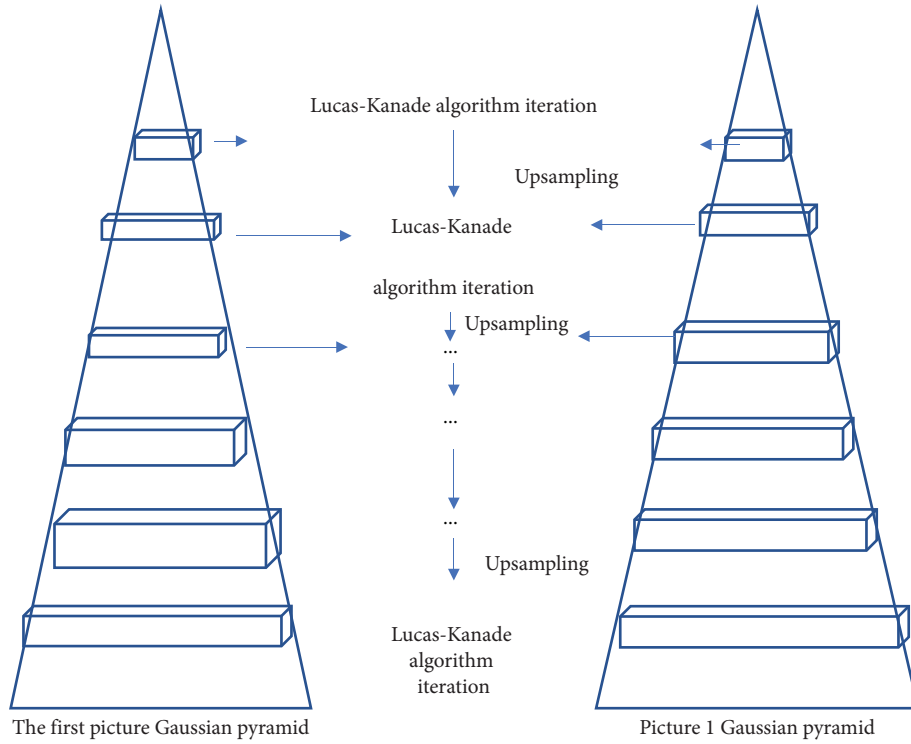 Lucas-Kanade algorithm iteration
Upsampling
Lucas-Kanade
algorithm iteration
Upsampling
...
...
...
Upsampling
Lucas-Kanade
algorithm
iteration
The first picture Gaussian pyramid
Picture 1 Gaussian pyramid